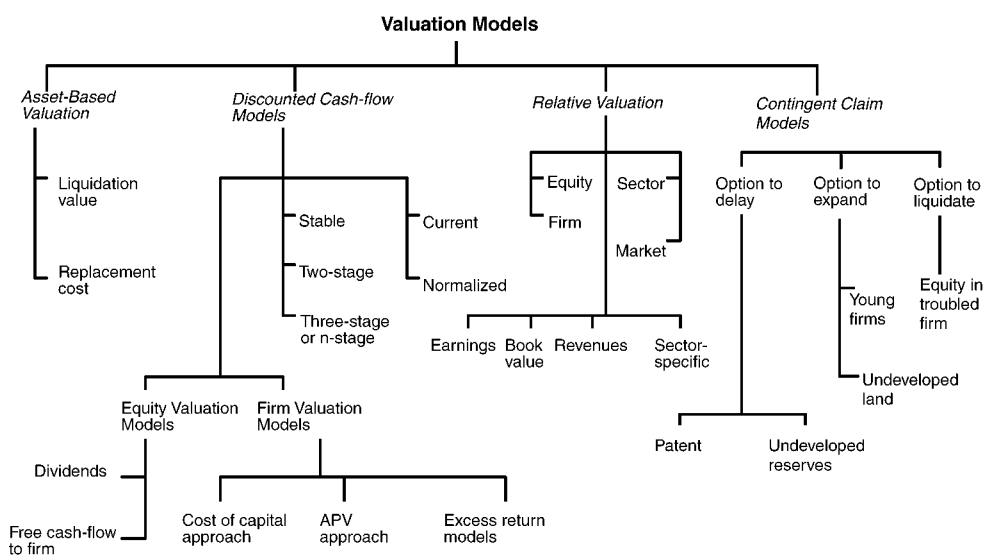 Valuation Models
Asset-Based
Valuation
Liquidation
value
Replacement
cost
Discounted Cash-flow
Models
Stable
Two-stage
Three-stage
or n-stage
Current
Normalized
Equity Valuation
Models
Dividends
Free cash-flow
to firm
Firm Valuation
Models
Cost of capital
approach
APV
approach
Excess return
models
Relative Valuation
Equity
Firm
Sector
Market
Earnings
Book
value
Revenues
Sector-
specific
Contingent Claim
Models
Option to
delay
Patent
Undeveloped
reserves
Option to
expand
Young
firms
Undeveloped
land
Option to
liquidate
Equity in
troubled
firm